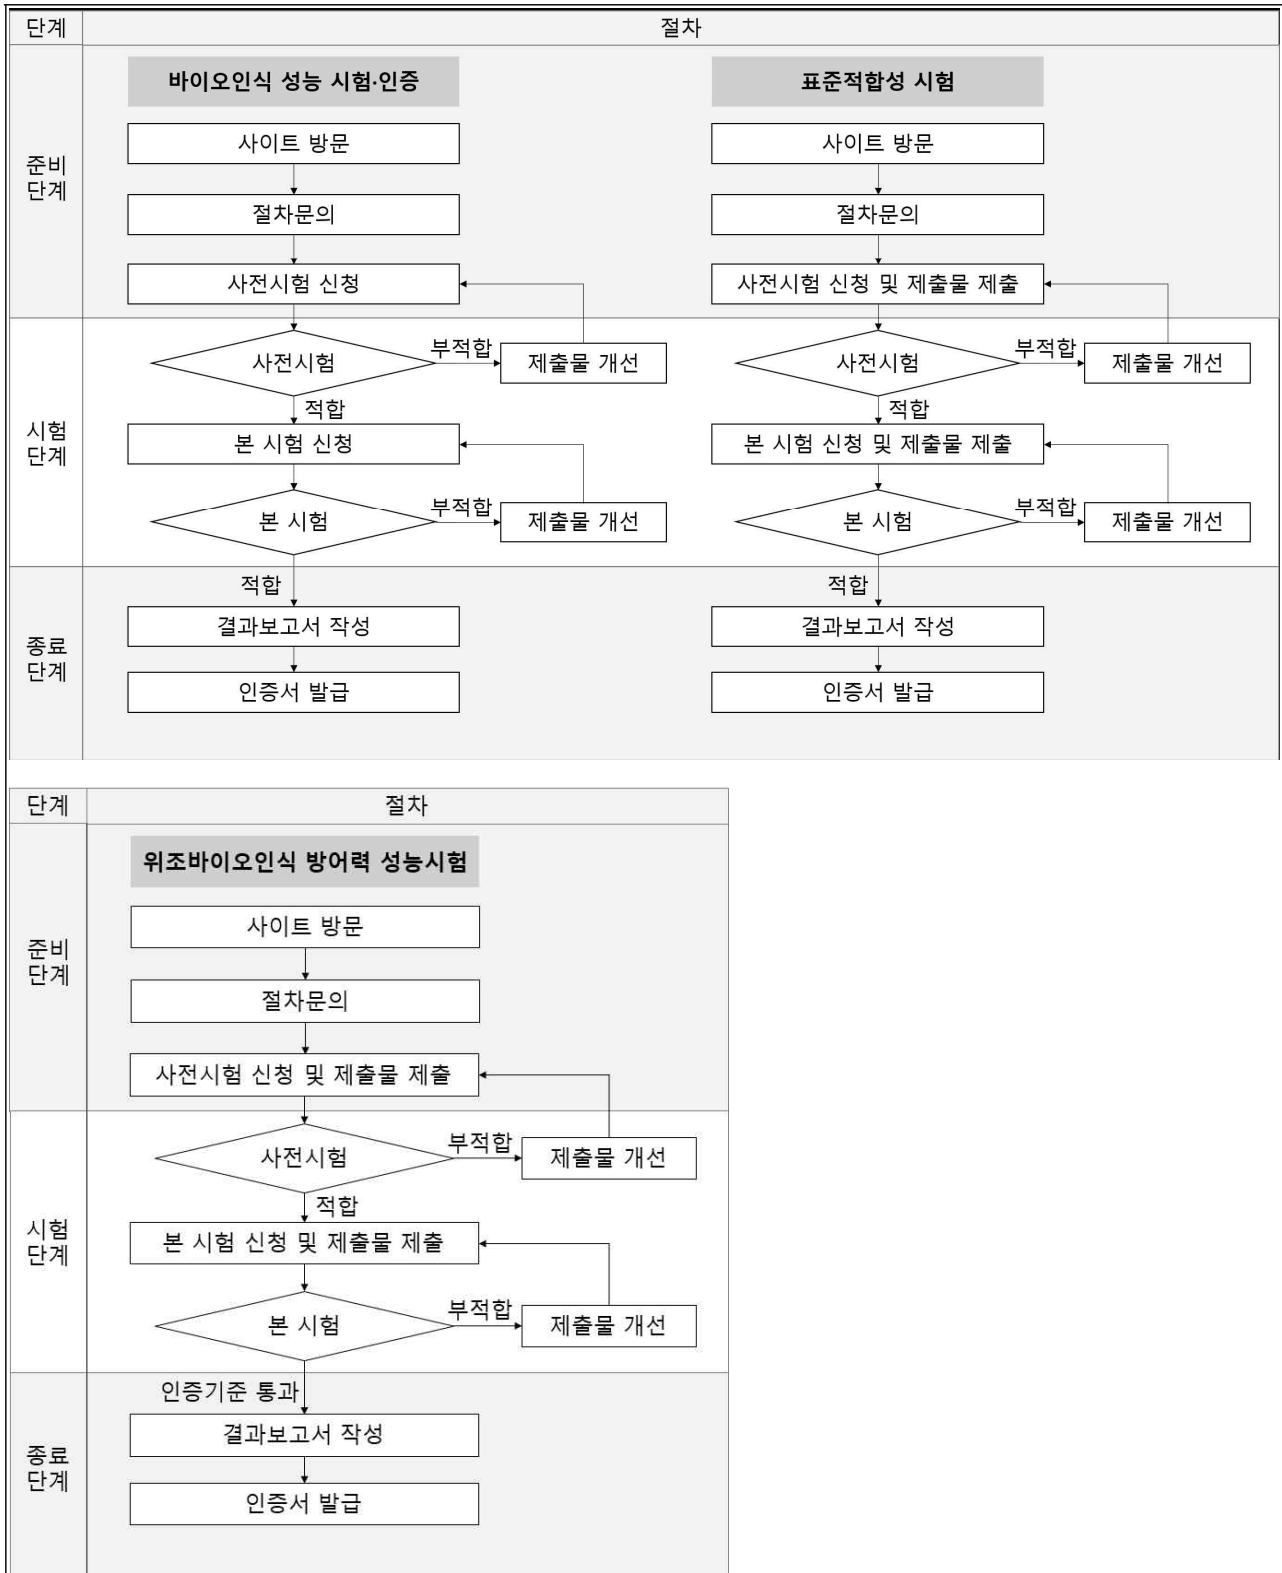 단계
절차
준비
단계
바이오인식 성능 시험·인증
사이트 방문
절차문의
사전시험 신청
표준적합성 시험
사이트 방문
절차문의
사전시험 신청 및 제출물 제출
시험
단계
사전시험
부적합
제출물 개선
적합
본 시험 신청
본 시험
부적합
제출물 개선
사전시험
부적합
제출물 개선
적합
본 시험 신청 및 제출물 제출
본 시험
부적합
제출물 개선
종료
단계
적합
결과보고서 작성
인증서 발급
적합
결과보고서 작성
인증서 발급
단계
절차
준비
단계
위조바이오인식 방어력 성능시험
사이트 방문
절차문의
사전시험 신청 및 제출물 제출
시험
단계
사전시험
부적합
제출물 개선
적합
본 시험 신청 및 제출물 제출
본 시험
부적합
제출물 개선
종료
단계
인증기준 통과
결과보고서 작성
인증서 발급